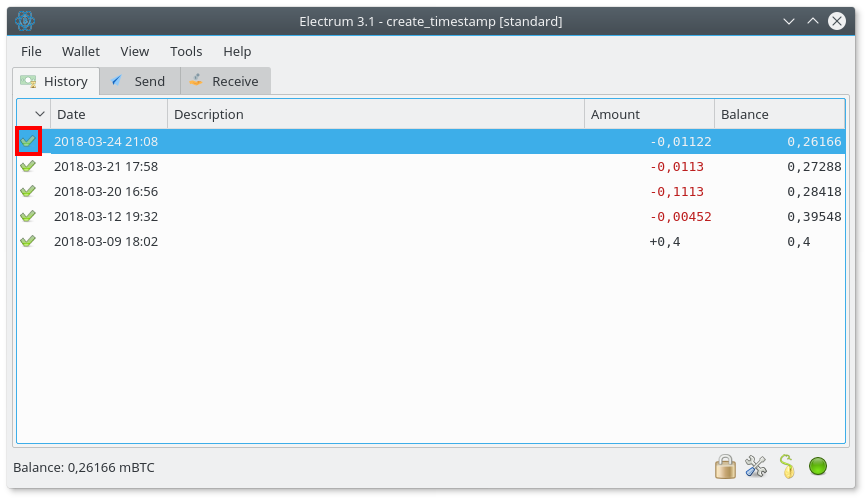 Electrum 3.1 - create_timestamp [standard]
File Wallet View Tools Help
History Send Receive
Date Description Amount Balance
2018-03-24 21:08 -0,01122 0,26166
2018-03-21 17:58 -0,0113 0,27288
2018-03-20 16:56 -0,1113 0,28418
2018-03-12 19:32 -0,00452 0,39548
2018-03-09 18:02 +0,4 0,4
Balance: 0,26166 mBTC